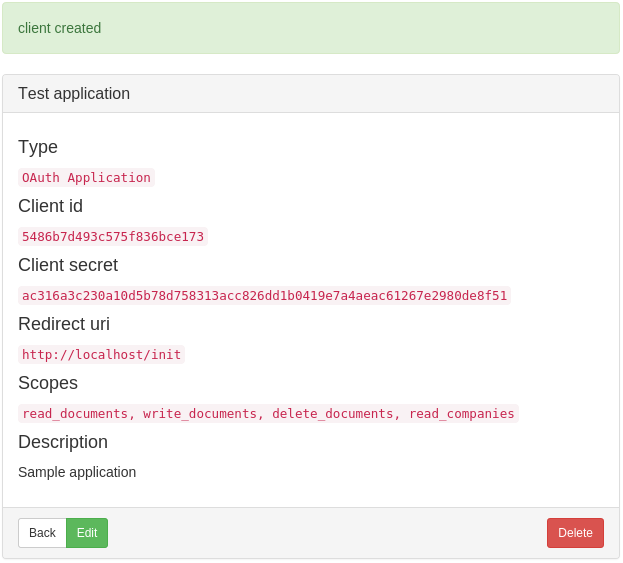 client created
Test application
Type
OAuth Application
Client id
5486b7d493c575f836bce173
Client secret
ac316a3c230a10d5b78d758313acc826dd1b0419e7a4aeac61267e2980de8f51
Redirect uri
http://localhost/init
Scopes
read_documents, write_documents, delete_documents, read_companies
Description
Sample application
Back Edit Delete